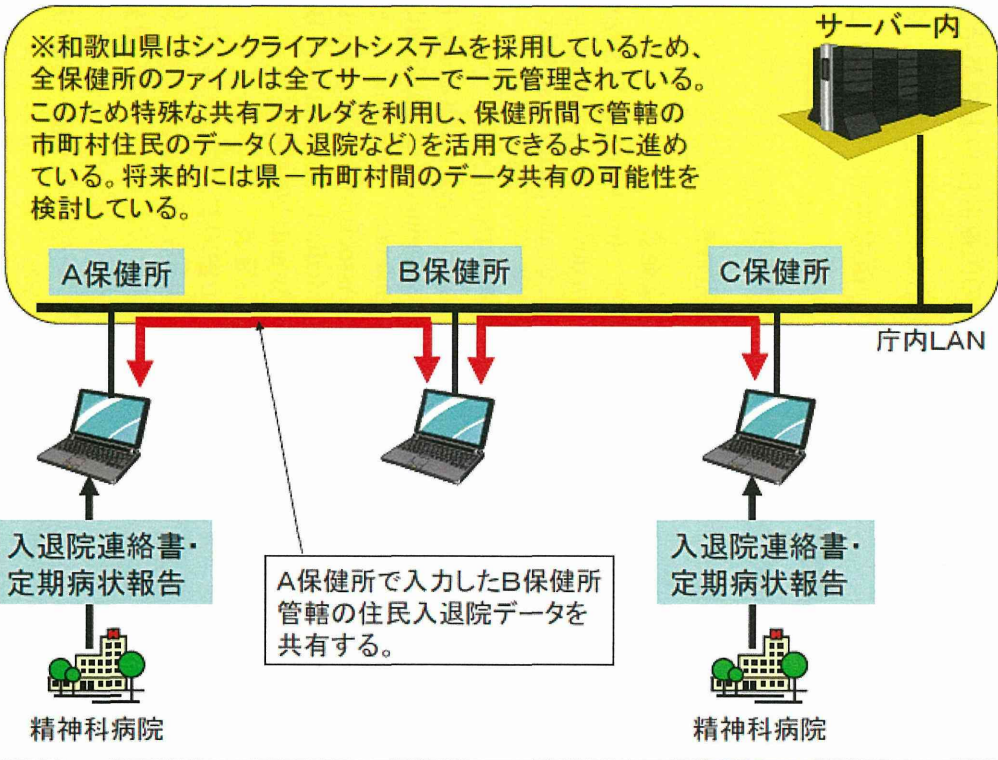 サーバー内
※和歌山県はシンクライアントシステムを採用しているため、
全保健所のファイルは全てサーバーで一元管理されている。
このため特殊な共有フォルダを利用し、保健所間で管轄の
市町村住民のデータ(入退院など)を活用できるように進め
ている。将来的には県－市町村間のデータ共有の可能性を
検討している。
A保健所
B保健所
C保健所
庁内LAN
入退院連絡書・
定期病状報告
A保健所で入力したB保健所
管轄の住民入退院データを
共有する。
入退院連絡書・
定期病状報告
精神科病院
精神科病院